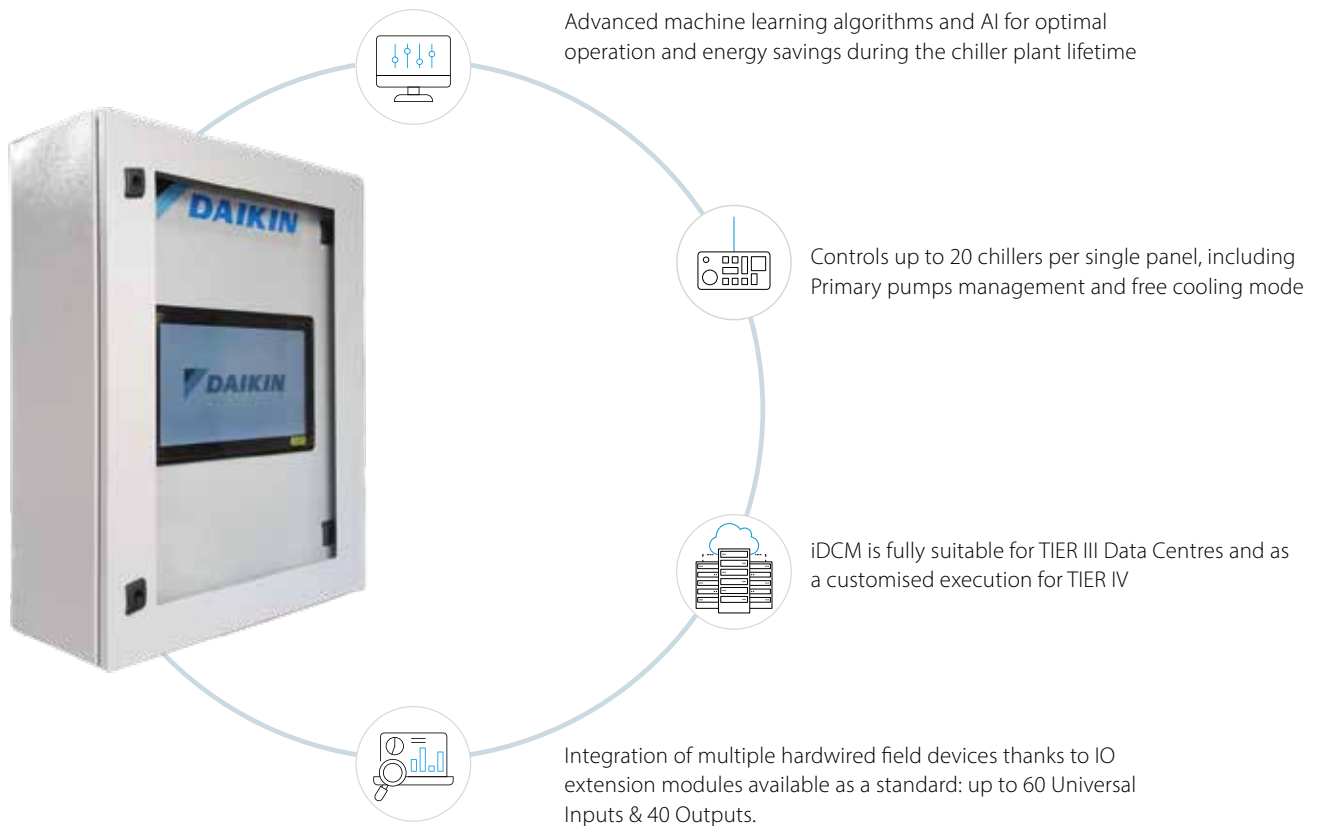 Advanced machine learning algorithms and AI for optimal
operation and energy savings during the chiller plant lifetime
DAIKIN
Controls up to 20 chillers per single panel, including
Primary pumps management and free cooling mode
DAIKIN
iDCM is fully suitable for TIER III Data Centres and as
a customised execution for TIER IV
Integration of multiple hardwired field devices thanks to IO
extension modules available as a standard: up to 60 Universal
Inputs & 40 Outputs.